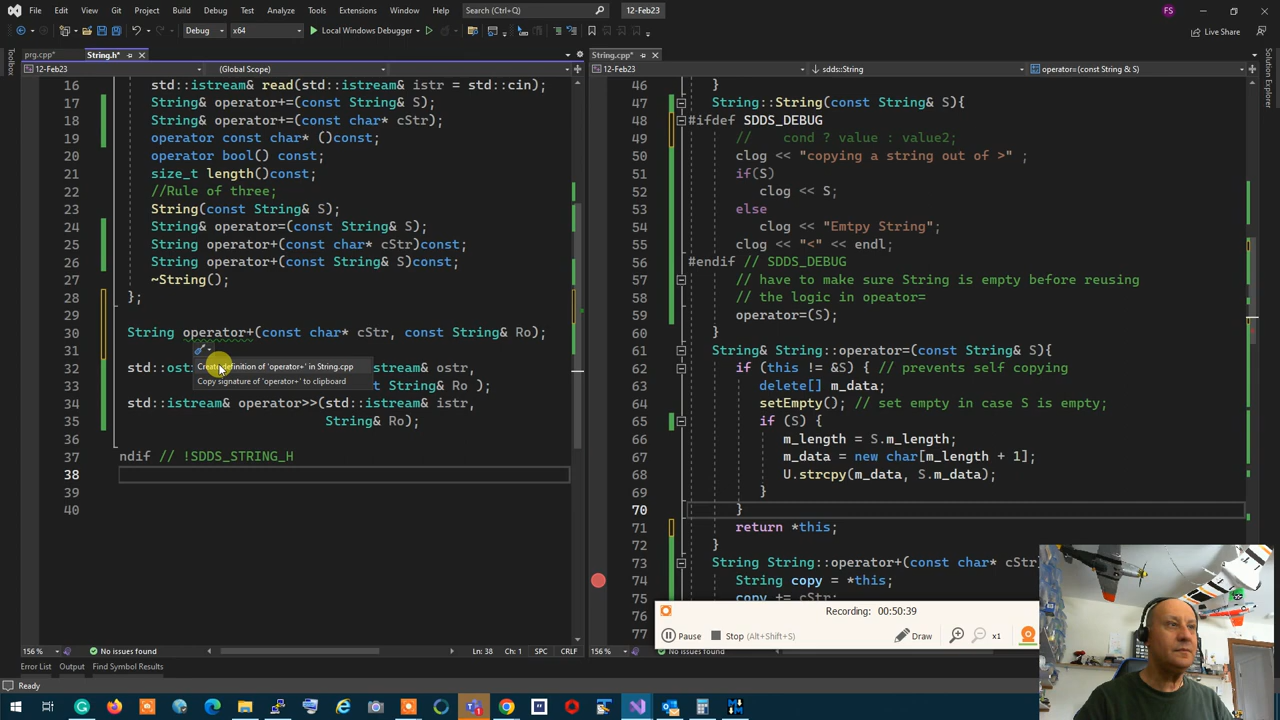 File Edit View Git Project Build Debug Test Analyze Tools Extensions Window Help Search (Ctrl+Q) 12-Feb23 FS
Debug x64 Local Windows Debugger Live Share
prg.cpp* String.h* String.cpp*
12-Feb23 (Global Scope) 12-Feb23 sdds::String operator=(const String & S)
Toolbox
Solution Explorer
16 std::istream& read(std::istream& istr = std::cin);
17 String& operator+=(const String& S);
18 String& operator+=(const char* cStr);
19 operator const char* ()const;
20 operator bool() const;
21 size_t length()const;
22 //Rule of three;
23 String(const String& S);
24 String& operator=(const String& S);
25 String operator+(const char* cStr)const;
26 String operator+(const String& S)const;
27 ~String();
28 };
29
30 String operator+(const char* cStr, const String& Ro);
31
Create definition of 'operator+' in String.cpp
Copy signature of 'operator+' to clipboard
32 std::ost stream& ostr,
33 t String& Ro );
34 std::istream& operator>>(std::istream& istr,
35 String& Ro);
36
37 ndif // !SDDS_STRING_H
38
39
40
46 }
47 String::String(const String& S){
48 #ifdef SDDS_DEBUG
49 // cond ? value : value2;
50 clog << "copying a string out of >" ;
51 if(S)
52 clog << S;
53 else
54 clog << "Emtpy String";
55 clog << "<" << endl;
56 #endif // SDDS_DEBUG
57 // have to make sure String is empty before reusing
58 // the logic in opeator=
59 operator=(S);
60 }
61 String& String::operator=(const String& S){
62 if (this != &S) { // prevents self copying
63 delete[] m_data;
64 setEmpty(); // set empty in case S is empty;
65 if (S) {
66 m_length = S.m_length;
67 m_data = new char[m_length + 1];
68 U.strcpy(m_data, S.m_data);
69 }
70 }
71 return *this;
72 }
73 String String::operator+(const char* cStr)
74 String copy = *this;
75 copy += cStr;
76
77
Recording: 00:50:39
Pause Stop (Alt+Shift+S) Draw x1
156 % No issues found Ln: 38 Ch: 1 SPC CRLF 156 % No issues found
Error List Output Find Symbol Results
Ready